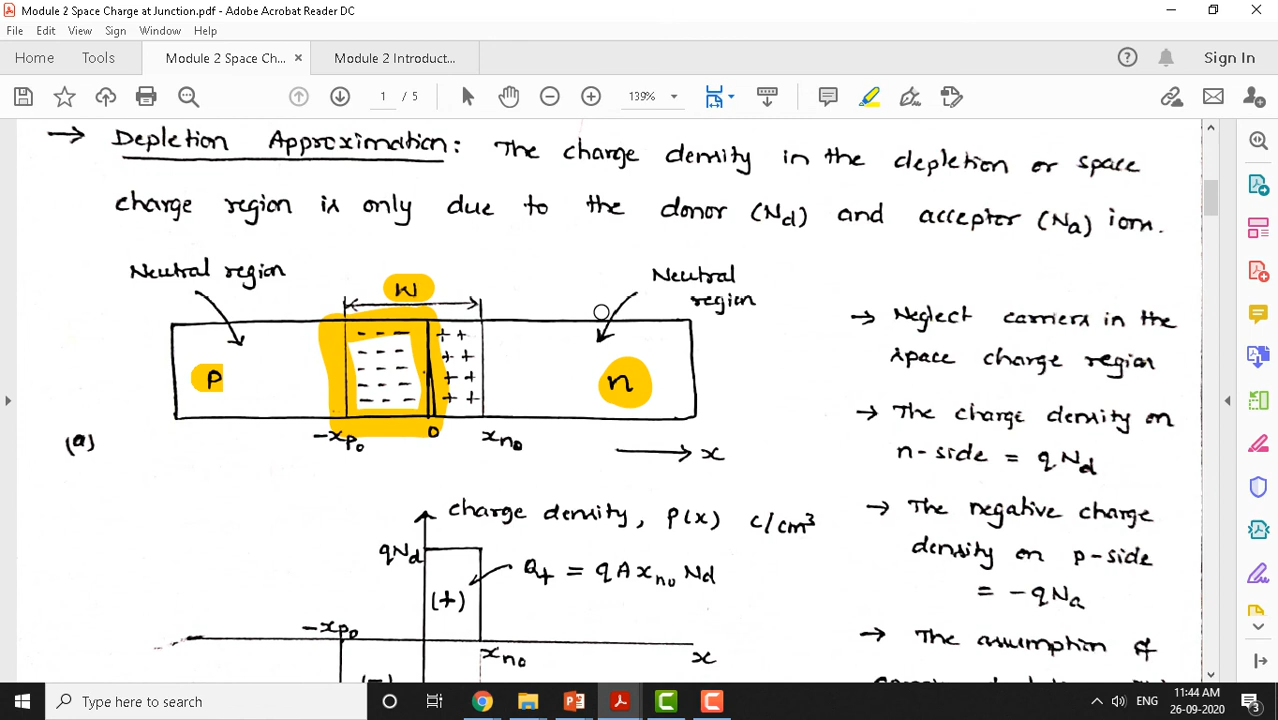 Module 2 Space Charge at Junction.pdf - Adobe Acrobat Reader DC
File Edit View Sign Window Help
Home Tools Module 2 Space Ch... × Module 2 Introduct... Sign In
1 / 5 139%
→ Depletion Approximation: The charge density in the depletion or space
charge region is only due to the donor (Nd) and acceptor (Na) ions.
Neutral region
W
Neutral
region
P
n
(a)
-xp0 0 xn0 → x
→ Neglect carriers in the
space charge region
→ The charge density on
n-side = qNd
→ The negative charge
density on p-side
= -qNa
→ The assumption of
charge density, ρ(x) c/cm³
qNd
Q+ = qAxn0 Nd
(+)
-xp0
xn0 x
(-)
Type here to search
ENG
11:44 AM
26-09-2020
3